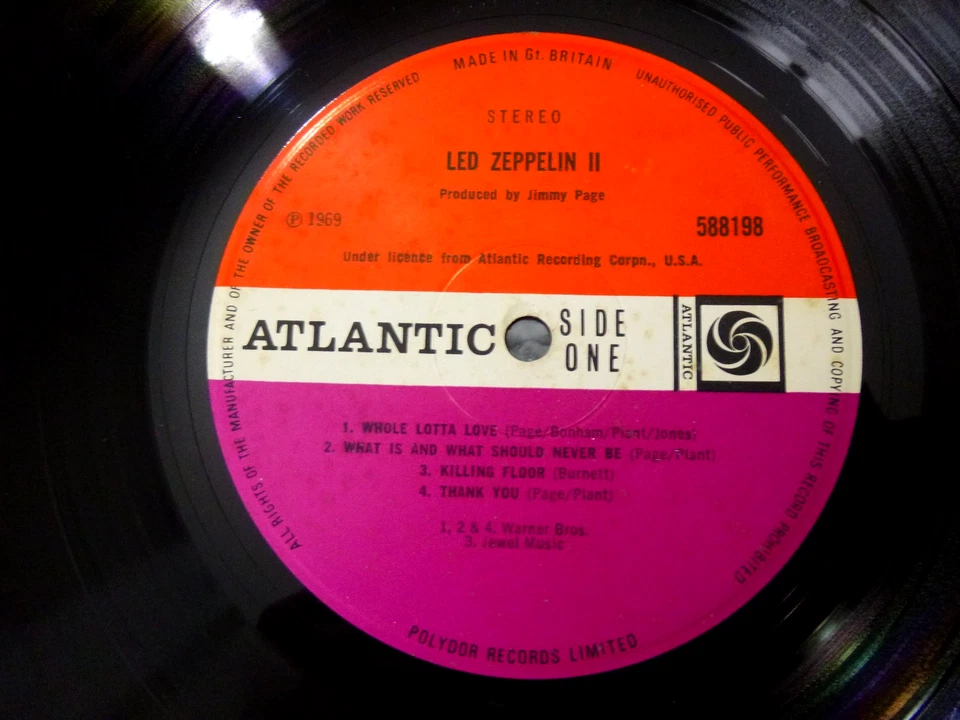 MADE IN Gt. BRITAIN
UNAUTHORISED PUBLIC PERFORMANCE BROADCASTING AND COPYING OF THIS RECORD PROHIBITED
ALL RIGHTS OF THE MANUFACTURER AND OF THE OWNER OF THE RECORDED WORK RESERVED
STEREO
LED ZEPPELIN II
Produced by Jimmy Page
℗ 1969
588198
Under licence from Atlantic Recording Corpn., U.S.A.
ATLANTIC
SIDE
ONE
ATLANTIC
1. WHOLE LOTTA LOVE (Page/Bonham/Plant/Jones)
2. WHAT IS AND WHAT SHOULD NEVER BE (Page/Plant)
3. KILLING FLOOR (Burnett)
4. THANK YOU (Page/Plant)
1, 2 & 4. Warner Bros.
3. Jewel Music
POLYDOR RECORDS LIMITED